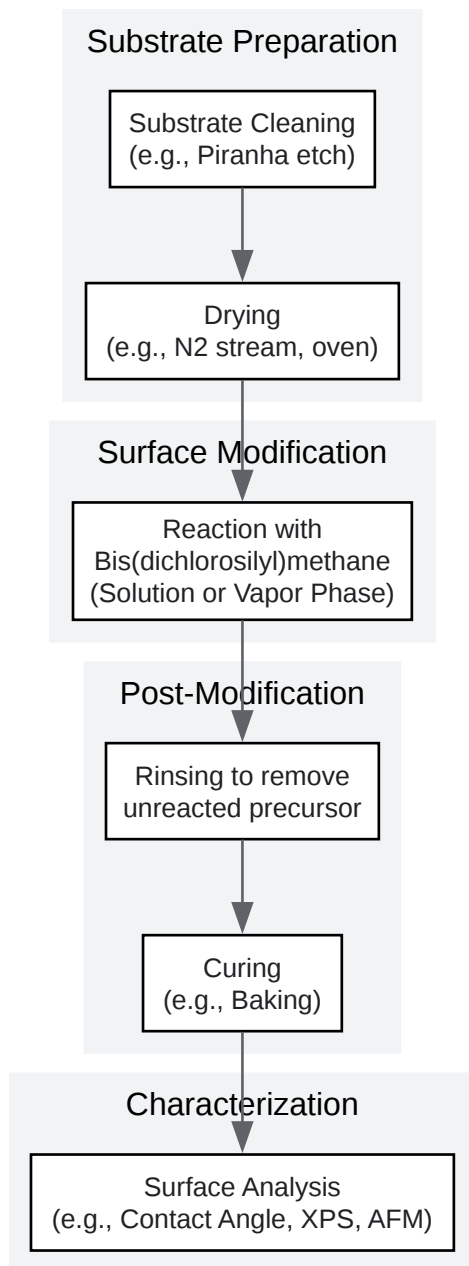 Substrate Preparation
Substrate Cleaning
(e.g., Piranha etch)
Drying
(e.g., N2 stream, oven)
Surface Modification
Reaction with
Bis(dichlorosilyl)methane
(Solution or Vapor Phase)
Post-Modification
Rinsing to remove
unreacted precursor
Curing
(e.g., Baking)
Characterization
Surface Analysis
(e.g., Contact Angle, XPS, AFM)